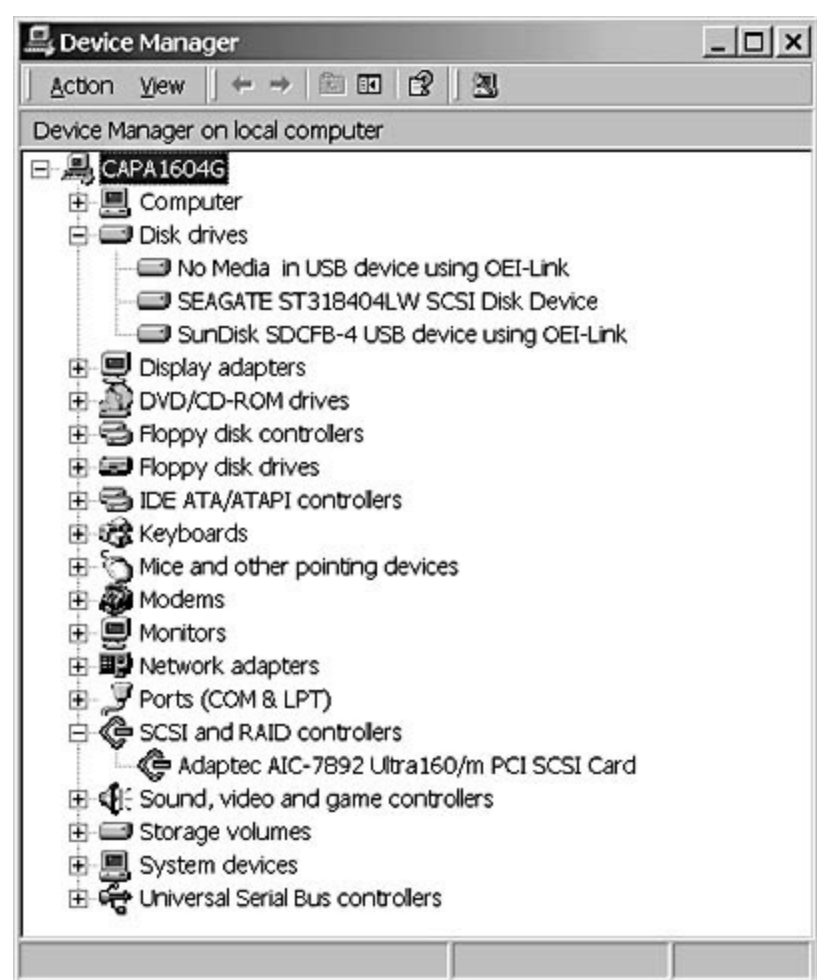 Device Manager
Action View
Device Manager on local computer
CAPA1604G
Computer
Disk drives
No Media in USB device using OEI-Link
SEAGATE ST318404LW SCSI Disk Device
SunDisk SDCFB-4 USB device using OEI-Link
Display adapters
DVD/CD-ROM drives
Floppy disk controllers
Floppy disk drives
IDE ATA/ATAPI controllers
Keyboards
Mice and other pointing devices
Modems
Monitors
Network adapters
Ports (COM & LPT)
SCSI and RAID controllers
Adaptec AIC-7892 Ultra160/m PCI SCSI Card
Sound, video and game controllers
Storage volumes
System devices
Universal Serial Bus controllers